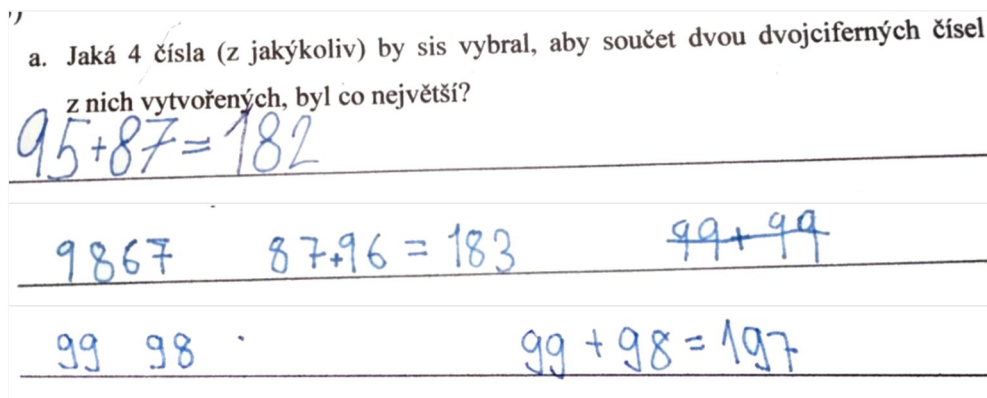 a. Jaká 4 čísla (z jakýkoliv) by sis vybral, aby součet dvou dvojciferných čísel
z nich vytvořených, byl co největší?
95+87=182
9867 87+96=183 99+99
99 98 99+98=197